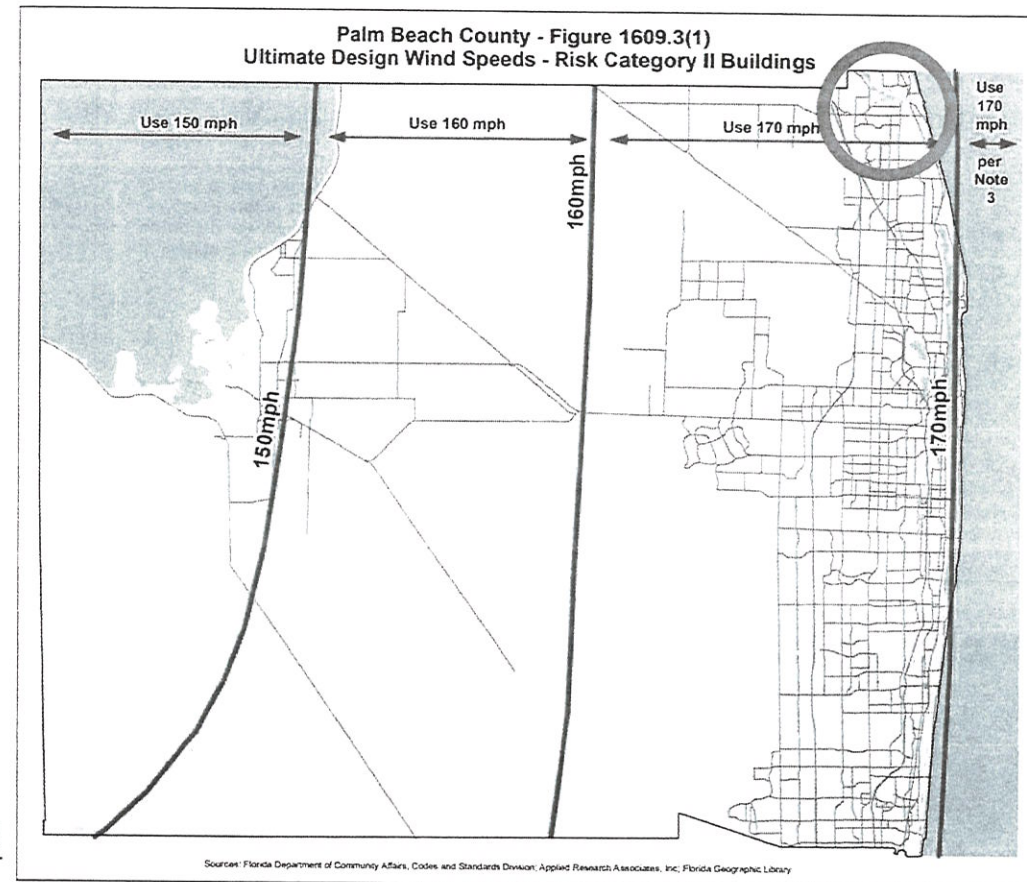 Palm Beach County - Figure 1609.3(1)
Ultimate Design Wind Speeds - Risk Category II Buildings
Use 150 mph
Use 160 mph
Use 170 mph
Use
170
mph
per
Note
3
160mph
150mph
170mph
Sources: Florida Department of Community Affairs, Codes and Standards Division; Applied Research Associates, Inc; Florida Geographic Library